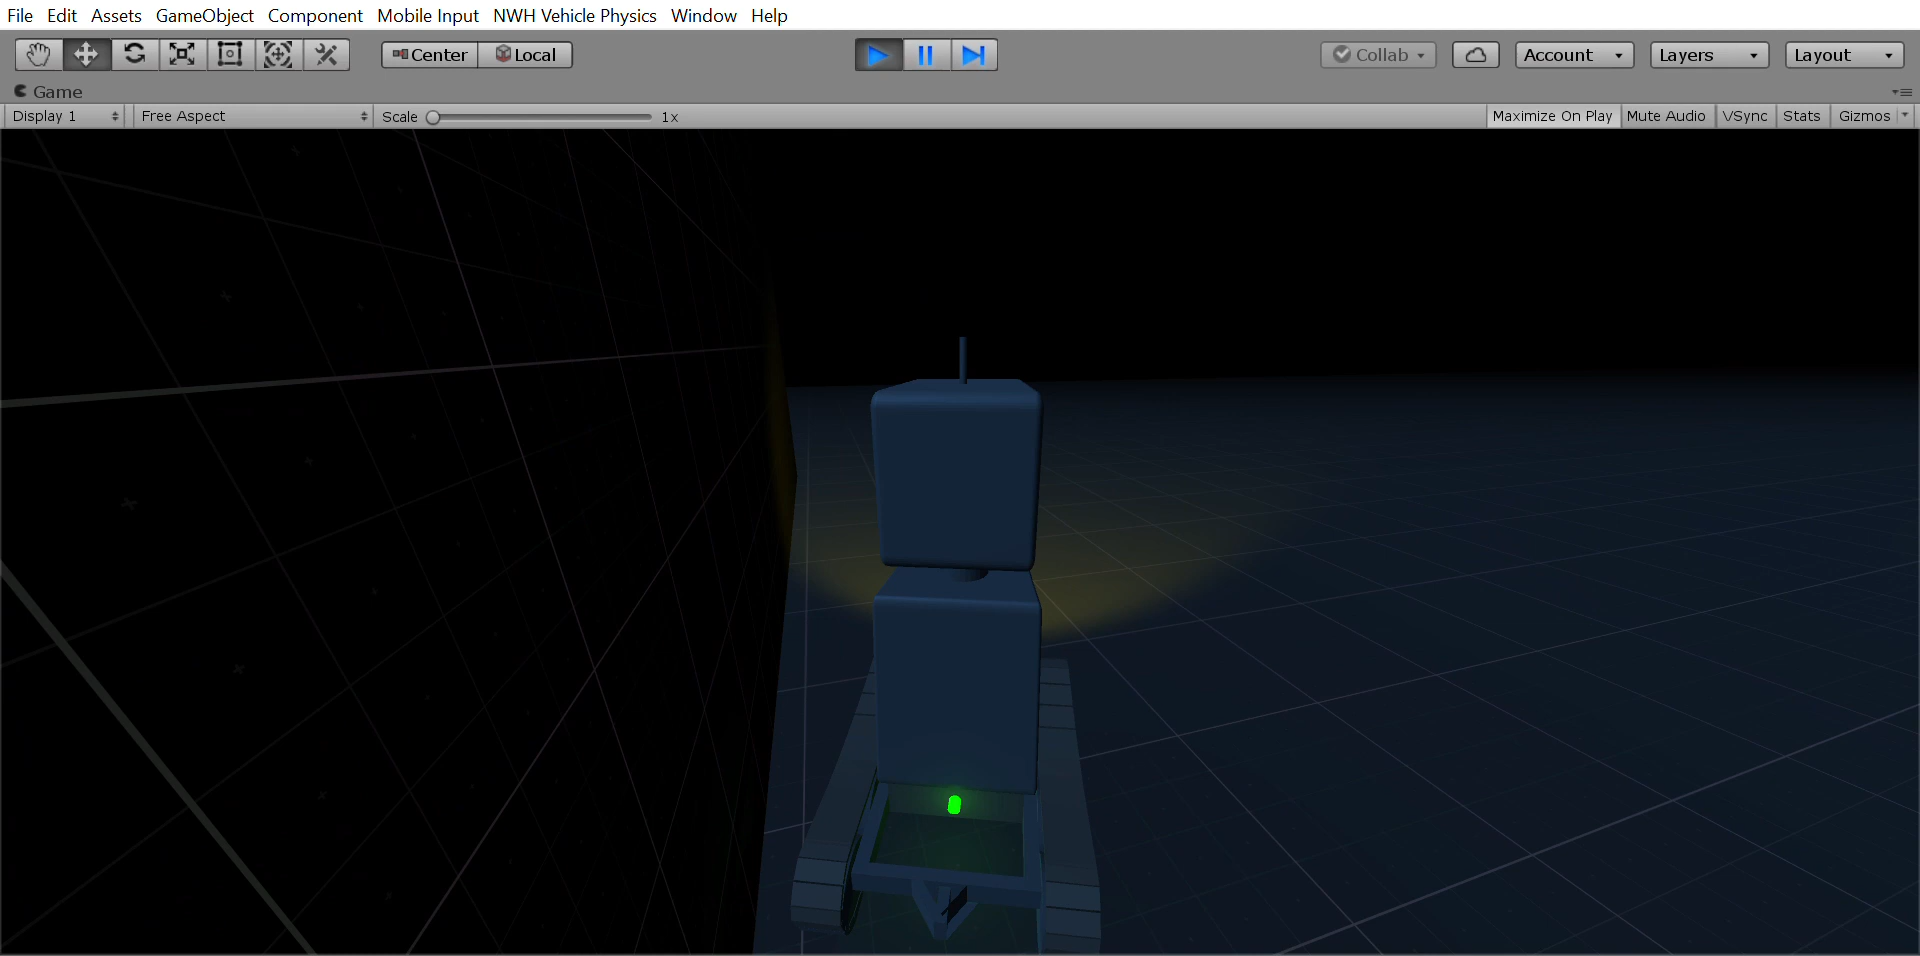 File Edit Assets GameObject Component Mobile Input NWH Vehicle Physics Window Help
Center Local Collab Account Layers Layout
Game
Display 1 Free Aspect Scale 1x Maximize On Play Mute Audio VSync Stats Gizmos